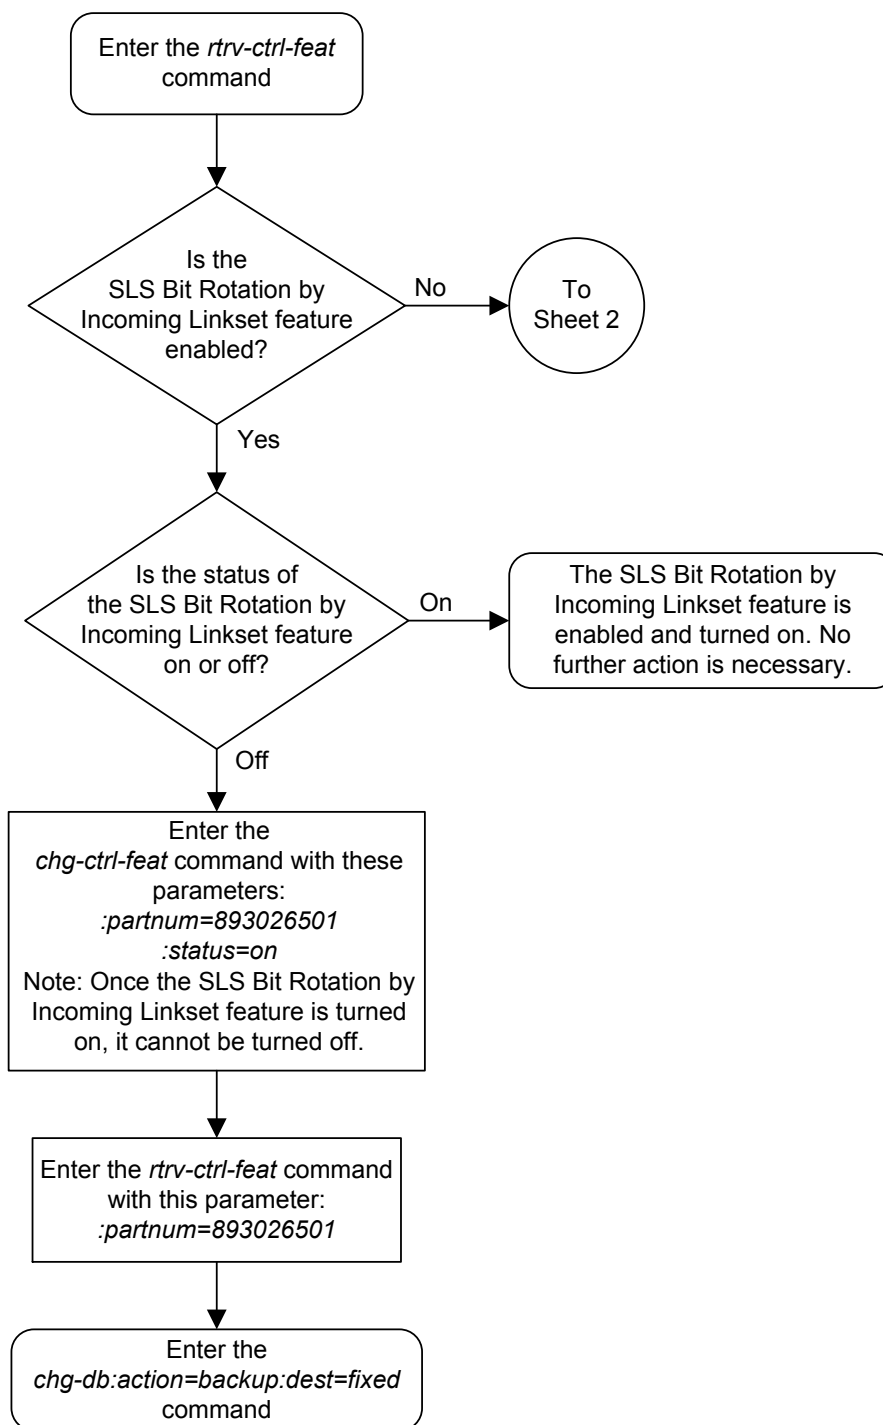 Enter the rtrv-ctrl-feat
command
Is the
SLS Bit Rotation by
Incoming Linkset feature
enabled?
No
To
Sheet 2
Yes
Is the status of
the SLS Bit Rotation by
Incoming Linkset feature
on or off?
On
The SLS Bit Rotation by
Incoming Linkset feature is
enabled and turned on. No
further action is necessary.
Off
Enter the
chg-ctrl-feat command with these
parameters:
:partnum=893026501
:status=on
Note: Once the SLS Bit Rotation by
Incoming Linkset feature is turned
on, it cannot be turned off.
Enter the rtrv-ctrl-feat command
with this parameter:
:partnum=893026501
Enter the
chg-db:action=backup:dest=fixed
command